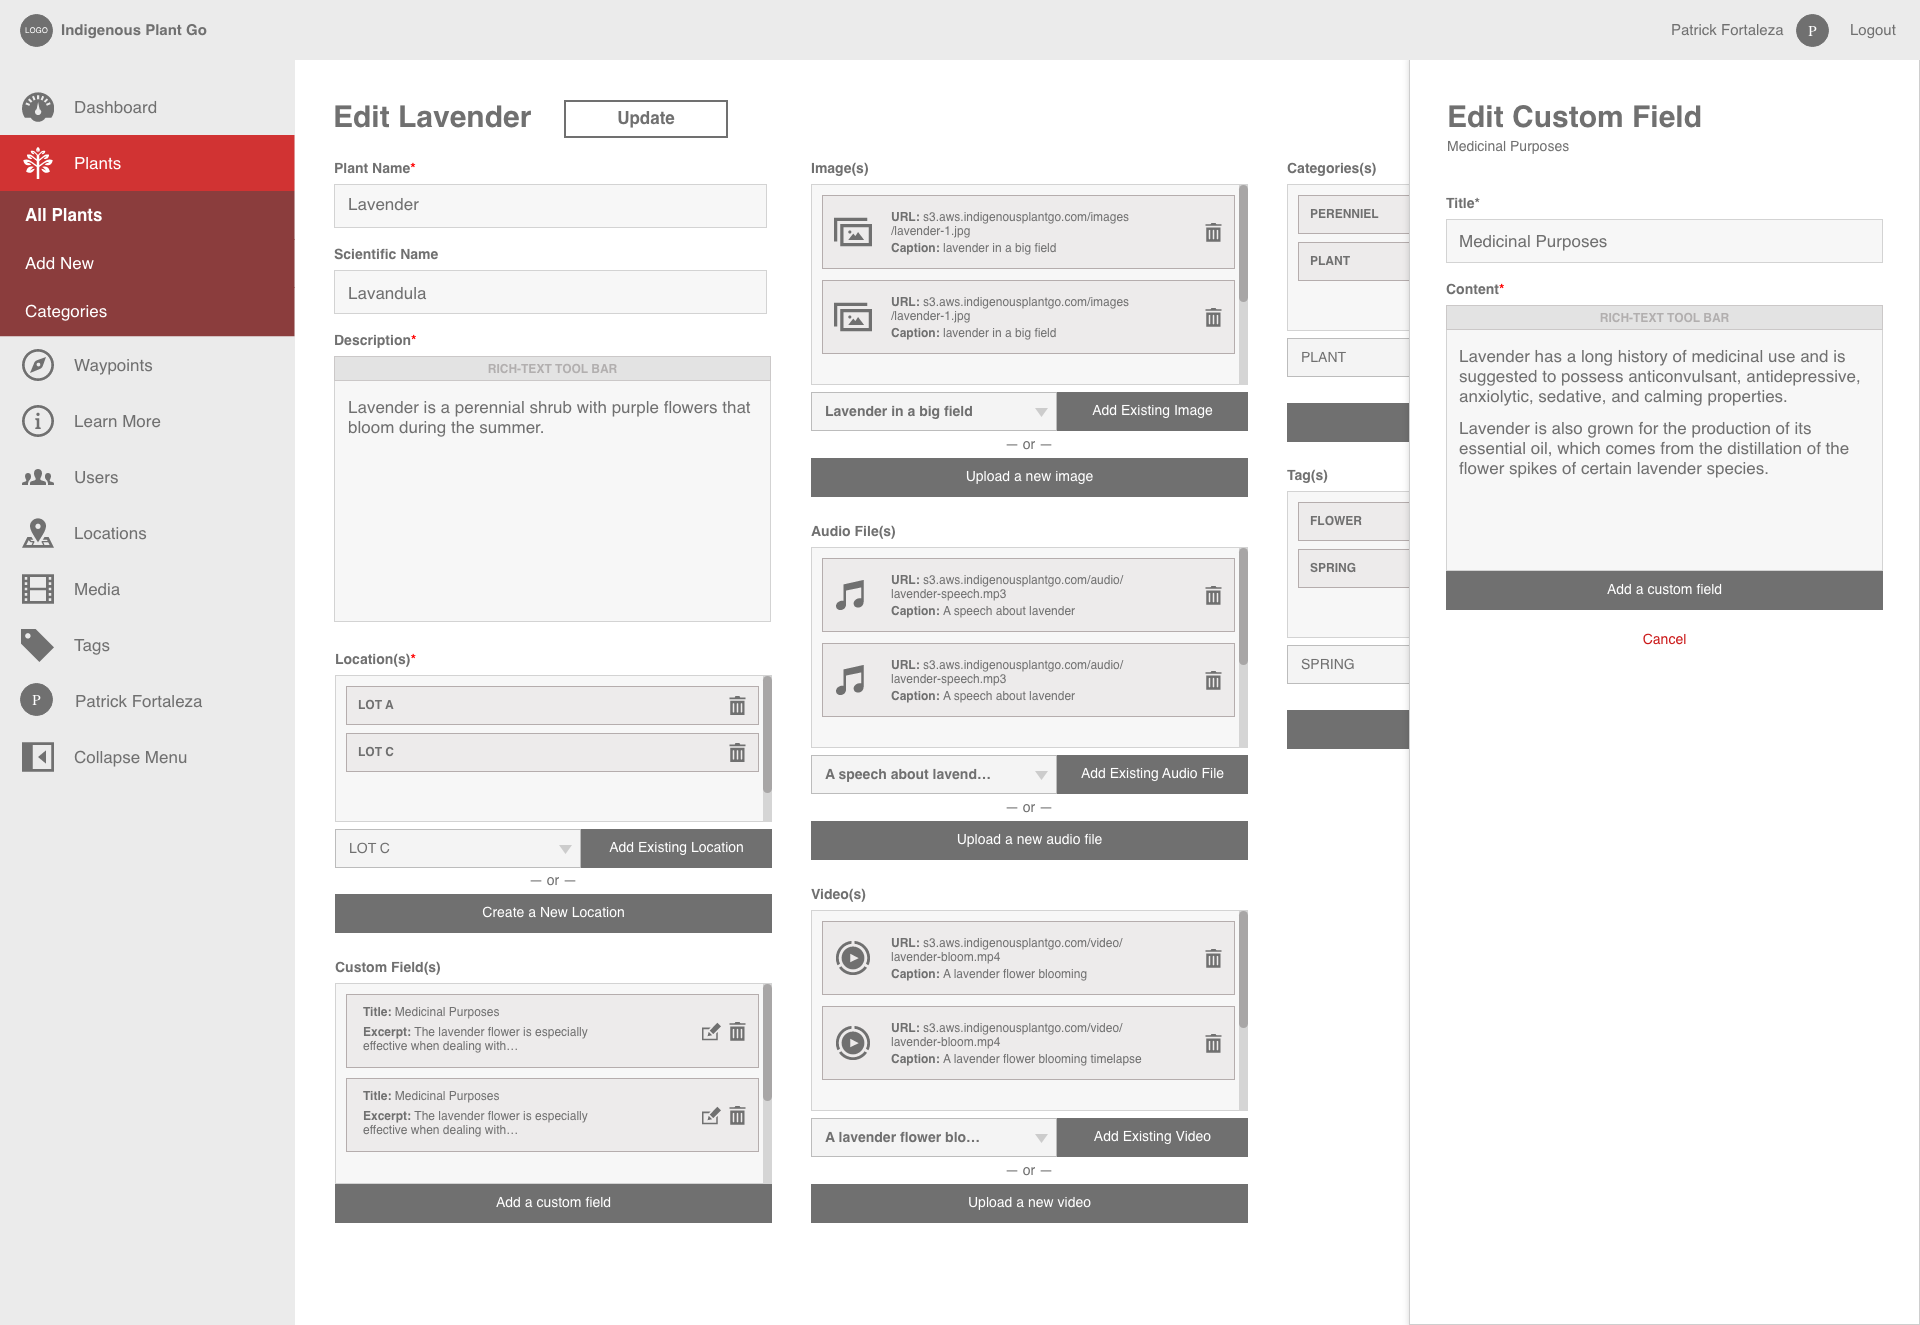 LOGO
Indigenous Plant Go
Patrick Fortaleza
P
Logout
Dashboard
Plants
All Plants
Add New
Categories
Waypoints
Learn More
Users
Locations
Media
Tags
P
Patrick Fortaleza
Collapse Menu
Edit Lavender
Update
Plant Name*
Lavender
Scientific Name
Lavandula
Description*
RICH-TEXT TOOL BAR
Lavender is a perennial shrub with purple flowers that
bloom during the summer.
Location(s)*
LOT A
LOT C
LOT C
Add Existing Location
— or —
Create a New Location
Custom Field(s)
Title: Medicinal Purposes
Excerpt: The lavender flower is especially
effective when dealing with...
Title: Medicinal Purposes
Excerpt: The lavender flower is especially
effective when dealing with...
Add a custom field
Image(s)
URL: s3.aws.indigenousplantgo.com/images
/lavender-1.jpg
Caption: lavender in a big field
URL: s3.aws.indigenousplantgo.com/images
/lavender-1.jpg
Caption: lavender in a big field
Lavender in a big field
Add Existing Image
— or —
Upload a new image
Audio File(s)
URL: s3.aws.indigenousplantgo.com/audio/
lavender-speech.mp3
Caption: A speech about lavender
URL: s3.aws.indigenousplantgo.com/audio/
lavender-speech.mp3
Caption: A speech about lavender
A speech about lavend...
Add Existing Audio File
— or —
Upload a new audio file
Video(s)
URL: s3.aws.indigenousplantgo.com/video/
lavender-bloom.mp4
Caption: A lavender flower blooming
URL: s3.aws.indigenousplantgo.com/video/
lavender-bloom.mp4
Caption: A lavender flower blooming timelapse
A lavender flower blo...
Add Existing Video
— or —
Upload a new video
Categories(s)
PERENNIEL
PLANT
PLANT
Tag(s)
FLOWER
SPRING
SPRING
Edit Custom Field
Medicinal Purposes
Title*
Medicinal Purposes
Content*
RICH-TEXT TOOL BAR
Lavender has a long history of medicinal use and is
suggested to possess anticonvulsant, antidepressive,
anxiolytic, sedative, and calming properties.
Lavender is also grown for the production of its
essential oil, which comes from the distillation of the
flower spikes of certain lavender species.
Add a custom field
Cancel